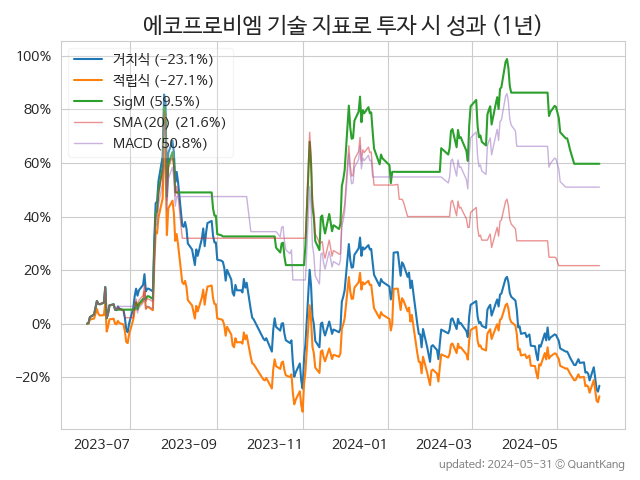 에코프로비엠 기술 지표로 투자 시 성과 (1년)
100%
80%
60%
40%
20%
0%
−20%
거치식 (−23.1%)
적립식 (−27.1%)
SigM (59.5%)
SMA(20) (21.6%)
MACD (50.8%)
2023−07
2023−09
2023−11
2024−01
2024−03
2024−05
updated: 2024−05−31 ⓒ QuantKang